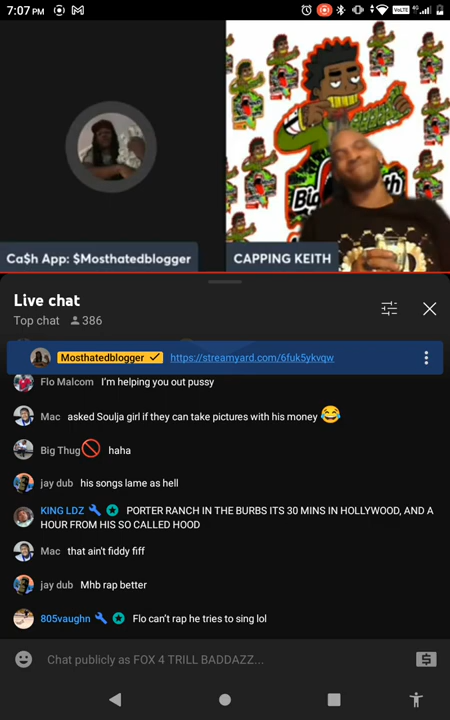 7:07 PM
VoLTE 4G
Ca$h App: $Mosthatedblogger
CAPPING KEITH
Live chat
Top chat 386
Mosthatedblogger https://streamyard.com/6fuk5ykvqw
Flo Malcom I'm helping you out pussy
Mac asked Soulja girl if they can take pictures with his money 😂
Big Thug🚫 haha
jay dub his songs lame as hell
KING LDZ PORTER RANCH IN THE BURBS ITS 30 MINS IN HOLLYWOOD, AND A
HOUR FROM HIS SO CALLED HOOD
Mac that ain't fiddy fiff
jay dub Mhb rap better
805vaughn Flo can't rap he tries to sing lol
Chat publicly as FOX 4 TRILL BADDAZZ...